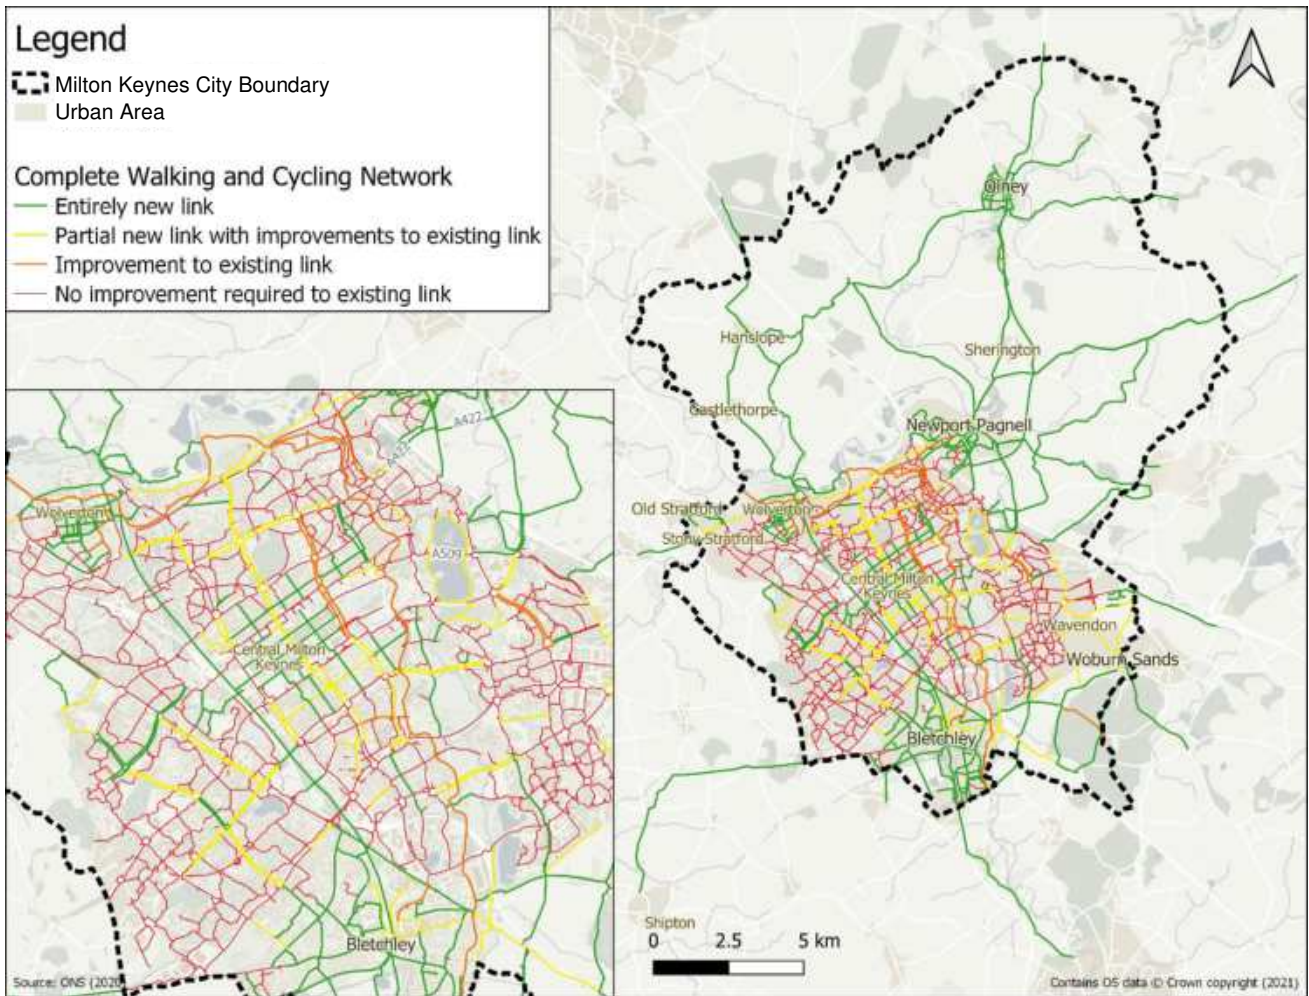 Legend
Milton Keynes City Boundary
Urban Area
Complete Walking and Cycling Network
Entirely new link
Partial new link with improvements to existing link
Improvement to existing link
No improvement required to existing link
Olney
Hanslope
Sherington
Castlethorpe
Newport Pagnell
Old Stratford
Wolverton
Stony Stratford
Central Milton
Keynes
Wavendon
Woburn Sands
Bletchley
Shipton
0 2.5 5 km
Contains OS data © Crown copyright (2021)
A422
A422
Wolverton
A509
Central Milton
Keynes
Bletchley
Source: ONS (2020